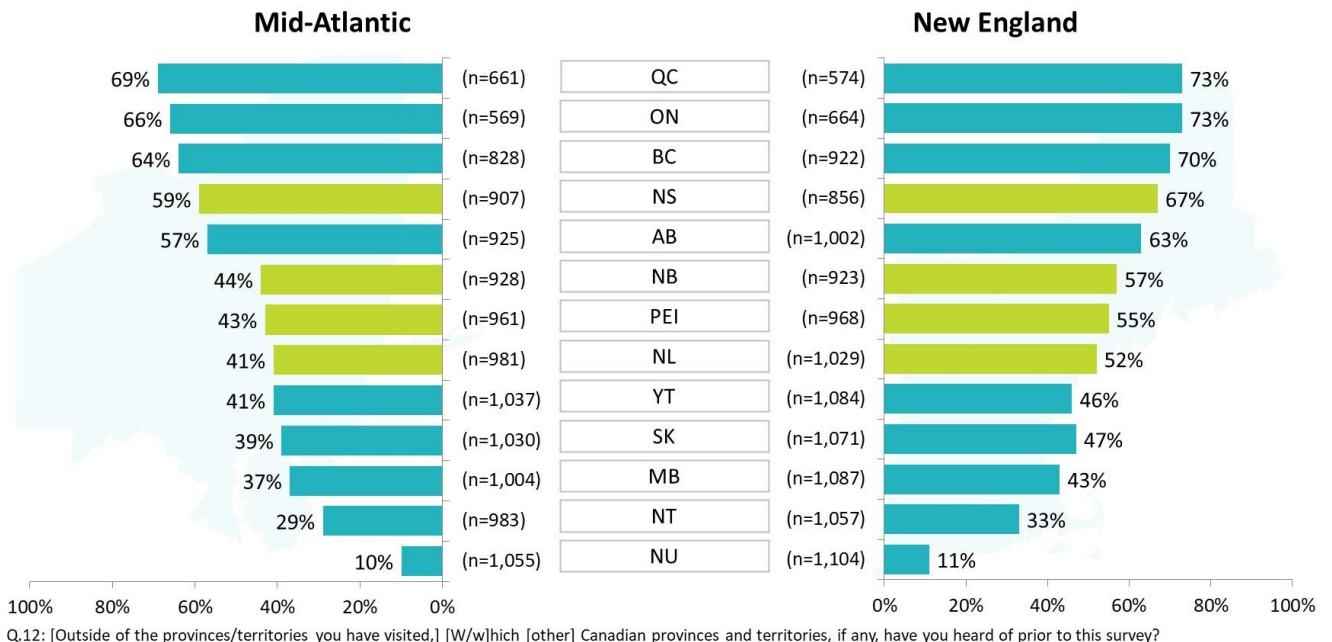 Mid-Atlantic New England
69% (n=661) QC (n=574) 73%
66% (n=569) ON (n=664) 73%
64% (n=828) BC (n=922) 70%
59% (n=907) NS (n=856) 67%
57% (n=925) AB (n=1,002) 63%
44% (n=928) NB (n=923) 57%
43% (n=961) PEI (n=968) 55%
41% (n=981) NL (n=1,029) 52%
41% (n=1,037) YT (n=1,084) 46%
39% (n=1,030) SK (n=1,071) 47%
37% (n=1,004) MB (n=1,087) 43%
29% (n=983) NT (n=1,057) 33%
10% (n=1,055) NU (n=1,104) 11%
100% 80% 60% 40% 20% 0% 0% 20% 40% 60% 80% 100%
Q.12: [Outside of the provinces/territories you have visited,] [W/w]hich [other] Canadian provinces and territories, if any, have you heard of prior to this survey?